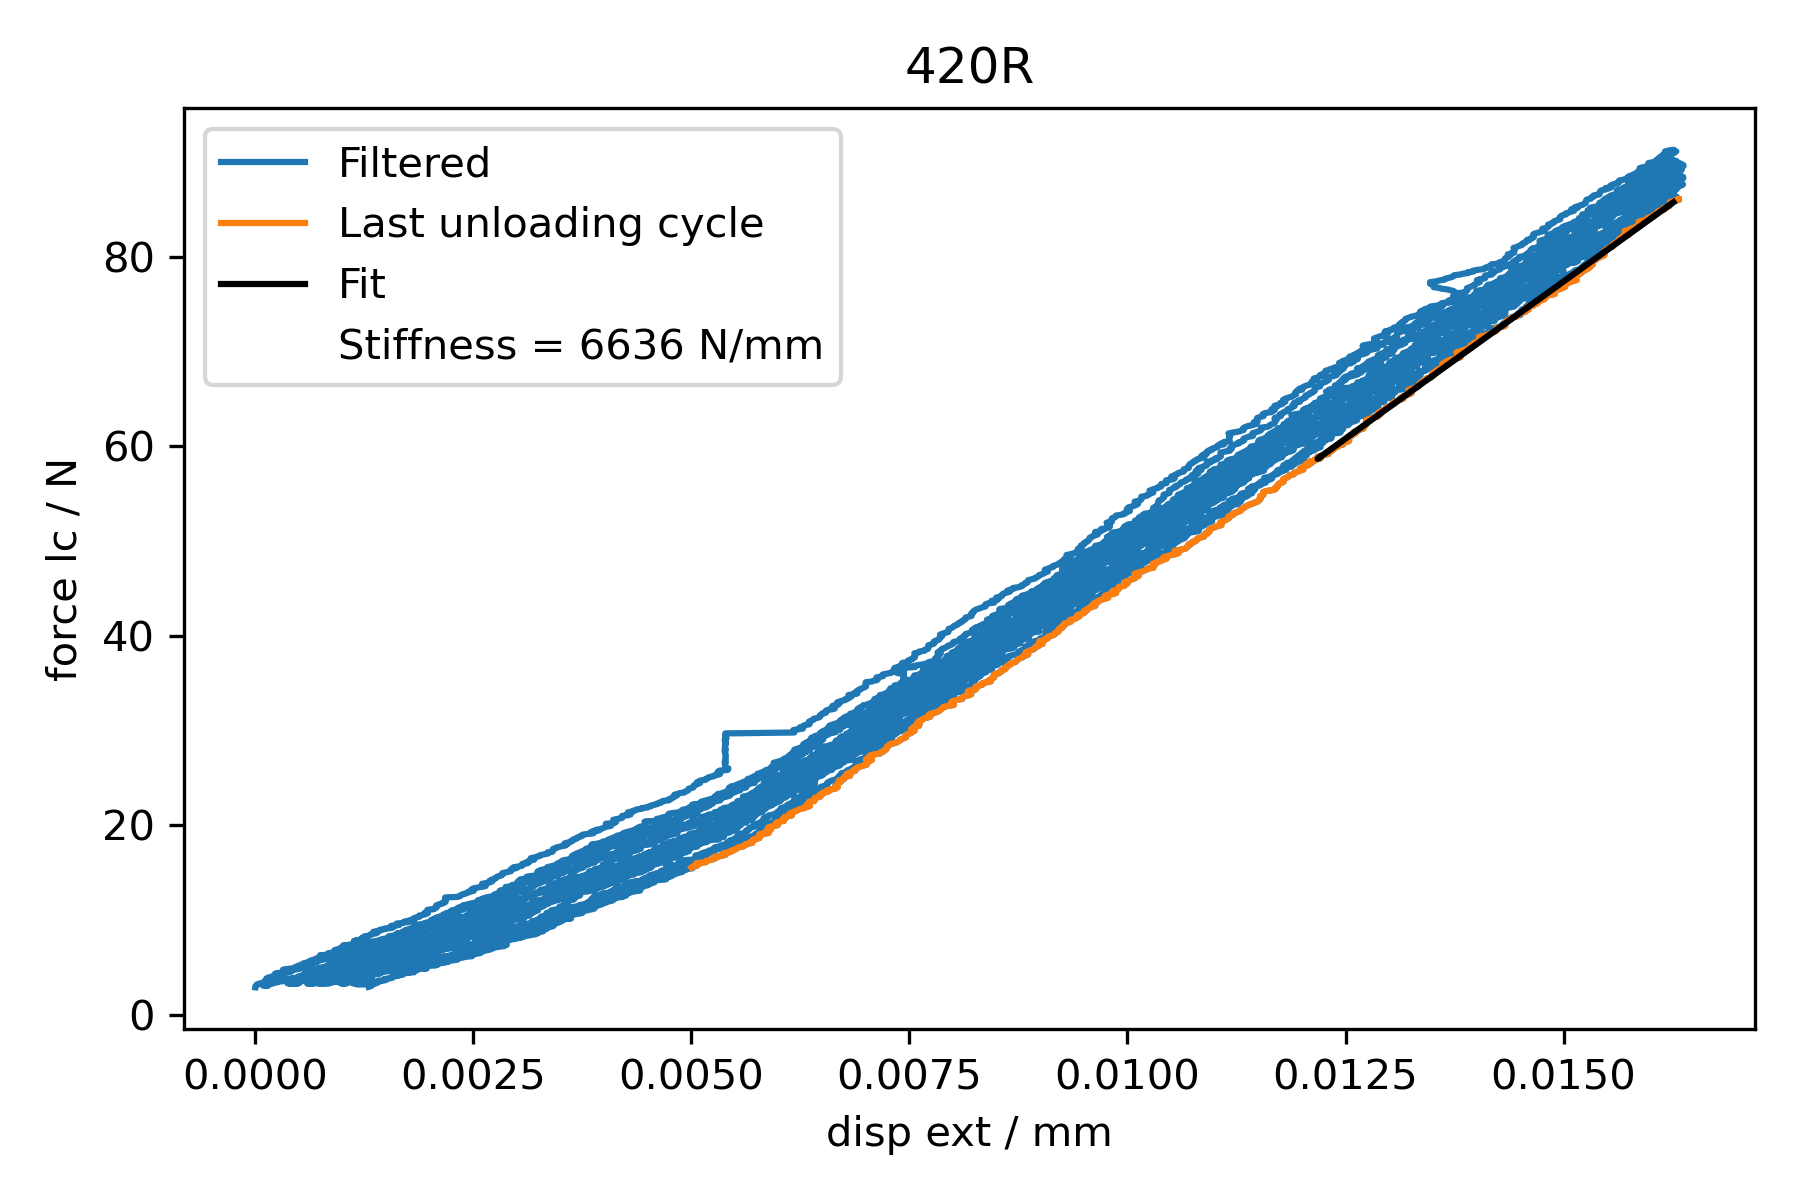 420R
Filtered
Last unloading cycle
Fit
Stiffness = 6636 N/mm
force lc / N
80
60
40
20
0
0.0000 0.0025 0.0050 0.0075 0.0100 0.0125 0.0150
disp ext / mm